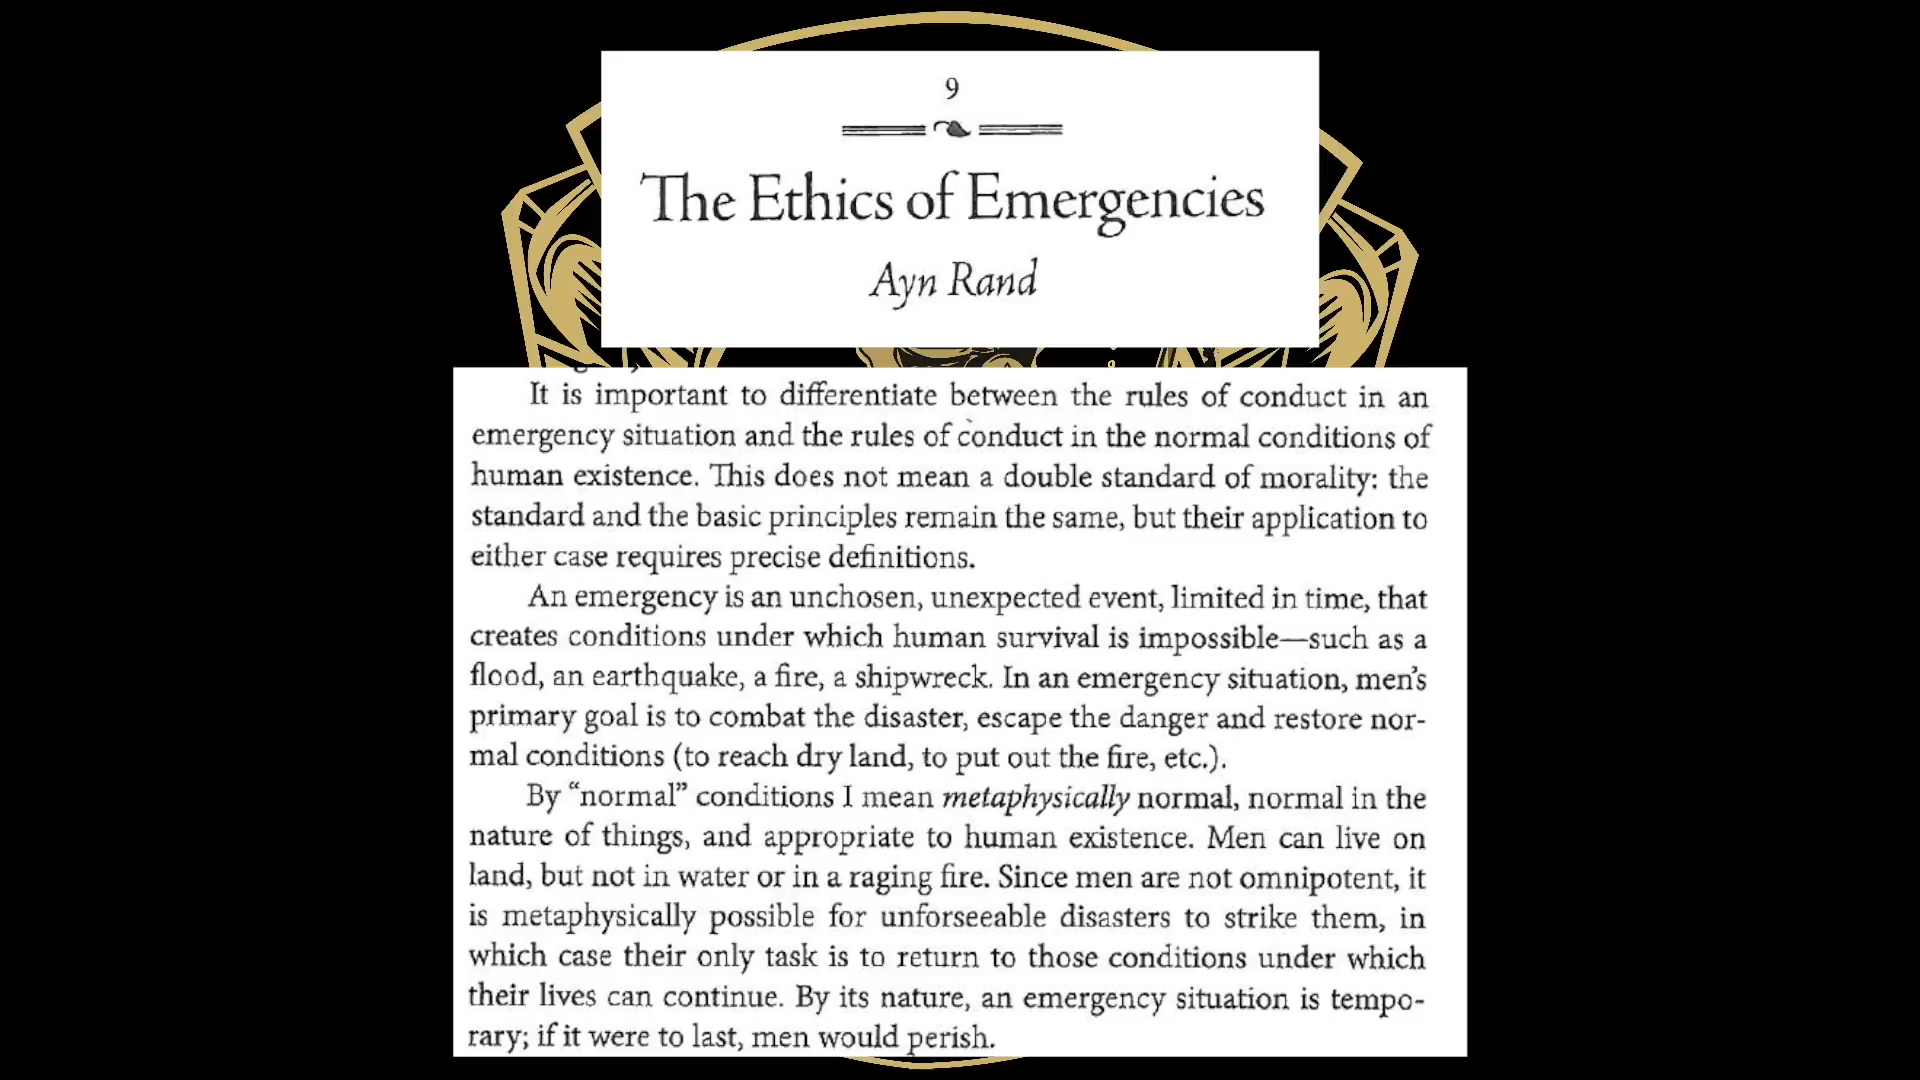 9
The Ethics of Emergencies
Ayn Rand
It is important to differentiate between the rules of conduct in an
emergency situation and the rules of conduct in the normal conditions of
human existence. This does not mean a double standard of morality: the
standard and the basic principles remain the same, but their application to
either case requires precise definitions.
An emergency is an unchosen, unexpected event, limited in time, that
creates conditions under which human survival is impossible—such as a
flood, an earthquake, a fire, a shipwreck. In an emergency situation, men's
primary goal is to combat the disaster, escape the danger and restore nor-
mal conditions (to reach dry land, to put out the fire, etc.).
By “normal” conditions I mean metaphysically normal, normal in the
nature of things, and appropriate to human existence. Men can live on
land, but not in water or in a raging fire. Since men are not omnipotent, it
is metaphysically possible for unforseeable disasters to strike them, in
which case their only task is to return to those conditions under which
their lives can continue. By its nature, an emergency situation is tempo-
rary; if it were to last, men would perish.